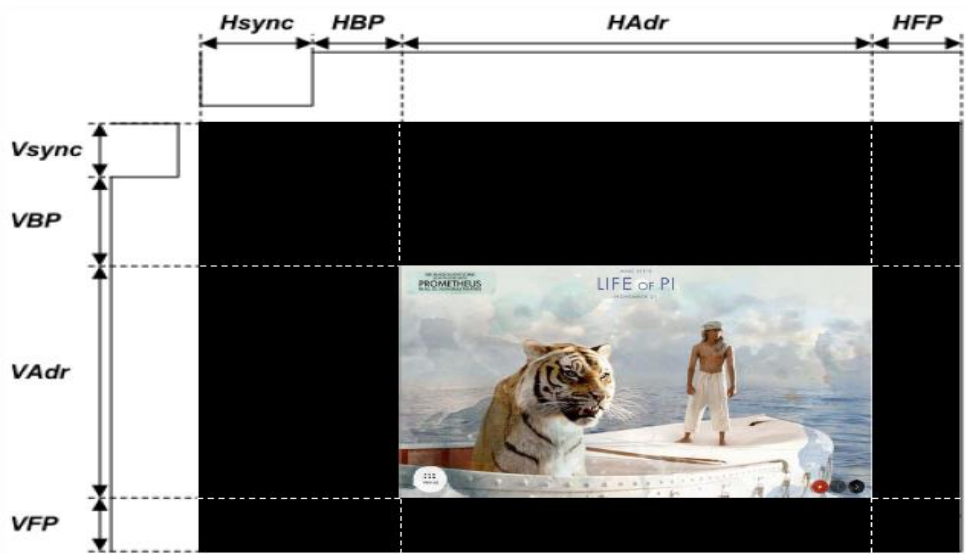 Hsync HBP HAdr HFP
Vsync
VBP
VAdr
PROMETHEUS
LIFE OF PI
VFP